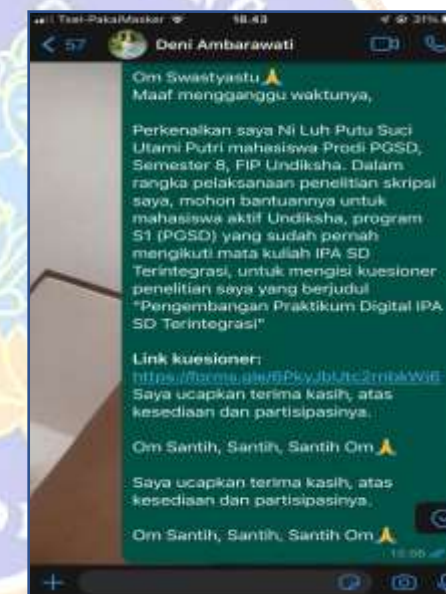 Tsel-PakaiMasker
18.43
31%
57
Deni Ambarawati
Om Swastyastu🙏
Maaf mengganggu waktunya,
Perkenalkan saya Ni Luh Putu Suci
Utami Putri mahasiswa Prodi PGSD,
Semester 8, FIP Undiksha. Dalam
rangka pelaksanaan penelitian skripsi
saya, mohon bantuannya untuk
mahasiswa aktif Undiksha, program
S1 (PGSD) yang sudah pernah
mengikuti mata kuliah IPA SD
Terintegrasi, untuk mengisi kuesioner
penelitian saya yang berjudul
"Pengembangan Praktikum Digital IPA
SD Terintegrasi"
Link kuesioner:
Saya ucapkan terima kasih, atas
kesediaan dan partisipasinya.
Om Santih, Santih, Santih Om🙏
Saya ucapkan terima kasih, atas
kesediaan dan partisipasinya.
Om Santih, Santih, Santih Om🙏